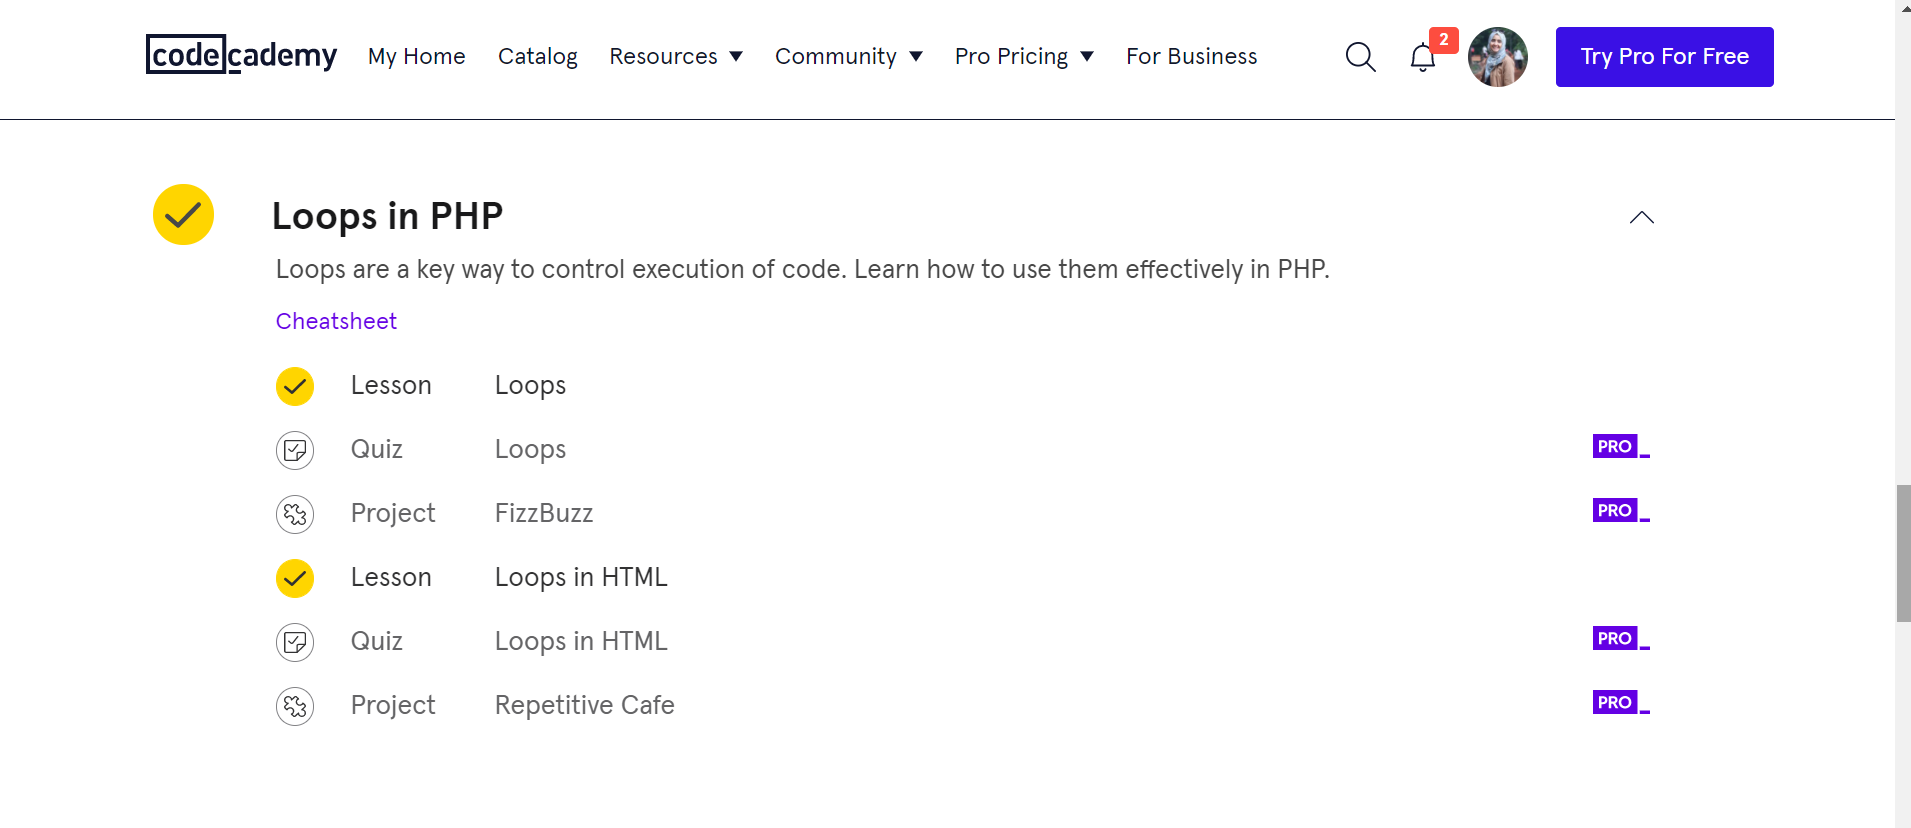 codecademy My Home Catalog Resources Community Pro Pricing For Business 2 Try Pro For Free
Loops in PHP
Loops are a key way to control execution of code. Learn how to use them effectively in PHP.
Cheatsheet
Lesson Loops
Quiz Loops PRO
Project FizzBuzz PRO
Lesson Loops in HTML
Quiz Loops in HTML PRO
Project Repetitive Cafe PRO